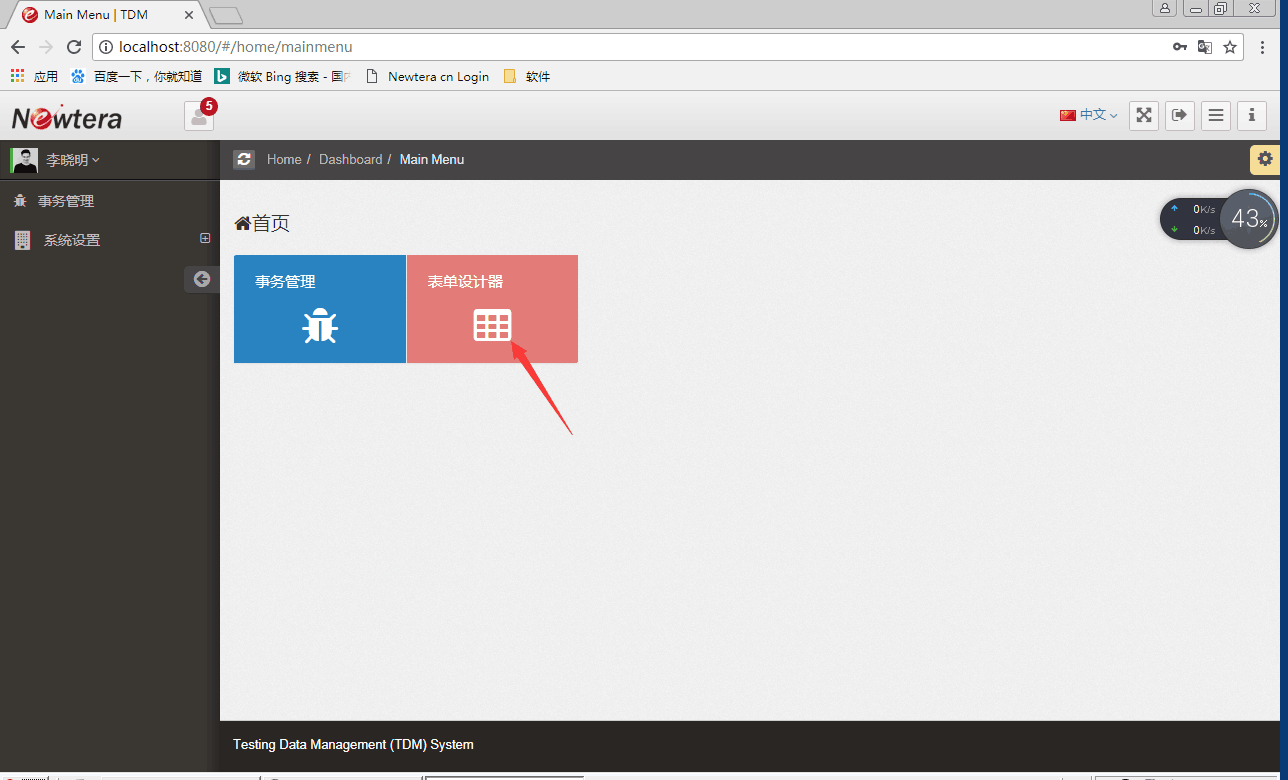 Main Menu | TDM
localhost:8080/#/home/mainmenu
应用 百度一下，你就知道 微软 Bing 搜索 - 国 Newtera cn Login 软件
Newtera 5 中文
李晓明 Home / Dashboard / Main Menu
事务管理
系统设置
0K/s
0K/s
43%
首页
事务管理 表单设计器
Testing Data Management (TDM) System